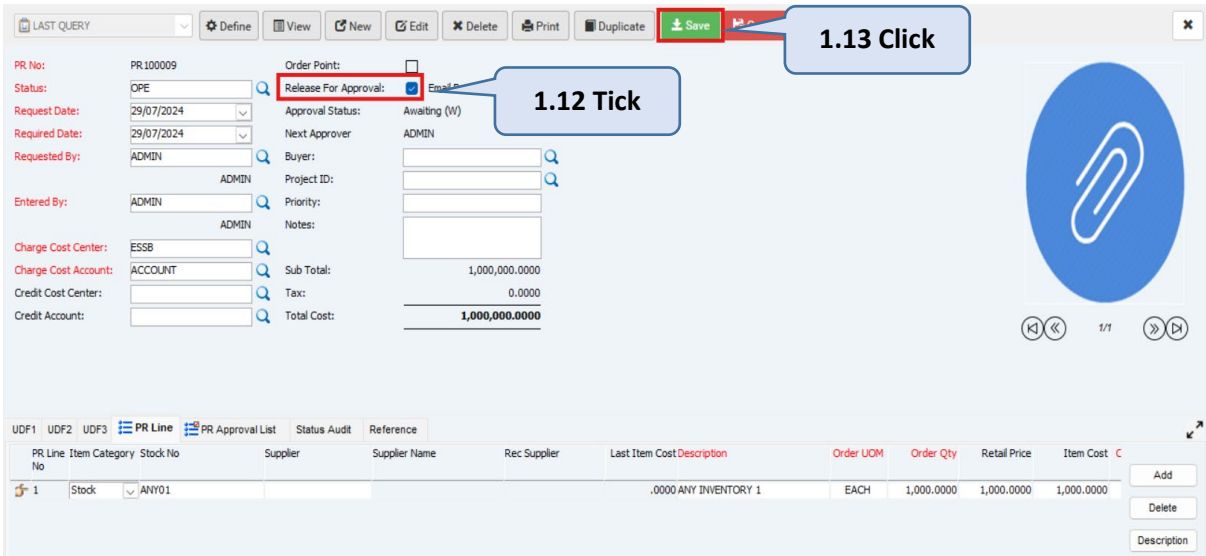 LAST QUERY Define View New Edit Delete Print Duplicate Save
1.13 Click
PR No: PR100009 Order Point:
Status: OPE Release For Approval: Email
1.12 Tick
Request Date: 29/07/2024 Approval Status: Awaiting (W)
Required Date: 29/07/2024 Next Approver ADMIN
Requested By: ADMIN Buyer:
ADMIN Project ID:
Entered By: ADMIN Priority:
ADMIN Notes:
Charge Cost Center: ESSB
Charge Cost Account: ACCOUNT Sub Total: 1,000,000.0000
Credit Cost Center: Tax: 0.0000
Credit Account: Total Cost: 1,000,000.0000
1/1
UDF1 UDF2 UDF3 PR Line PR Approval List Status Audit Reference
PR Line No Item Category Stock No Supplier Supplier Name Rec Supplier Last Item Cost Description Order UOM Order Qty Retail Price Item Cost C
Add
1 Stock ANY01 .0000 ANY INVENTORY 1 EACH 1,000.0000 1,000.0000 1,000.0000
Delete
Description